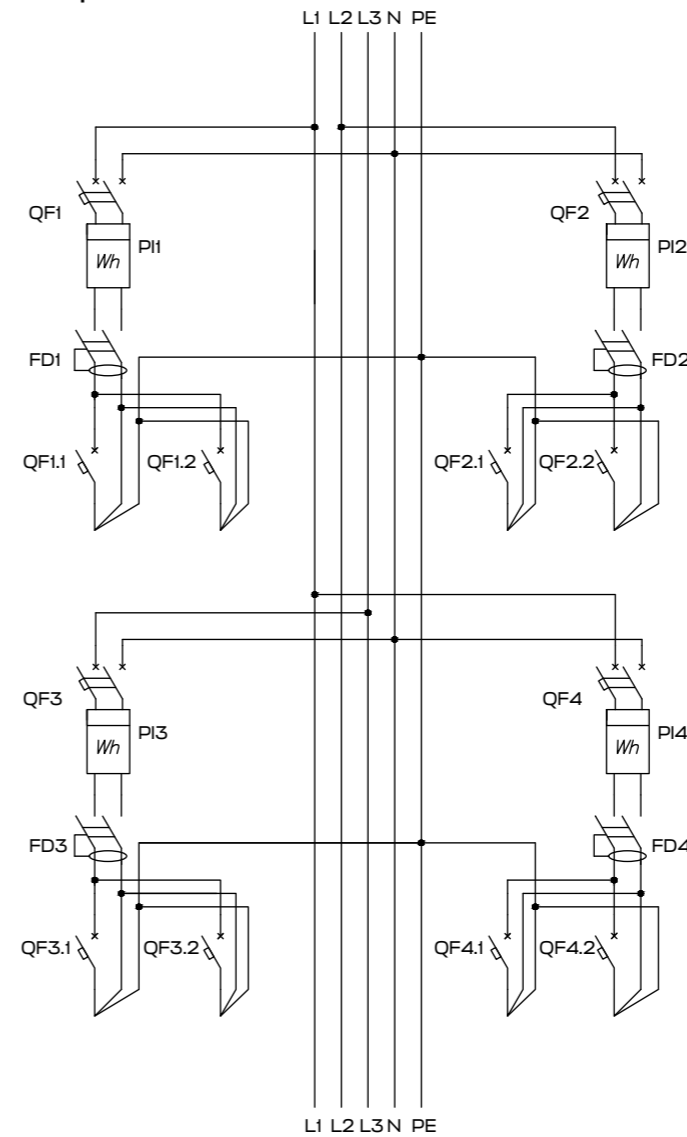 L1 L2 L3 N PE
QF1
QF2
PI1
PI2
Wh
Wh
FD1
FD2
QF1.1
QF1.2
QF2.1
QF2.2
QF3
QF4
PI3
PI4
Wh
Wh
FD3
FD4
QF3.1
QF3.2
QF4.1
QF4.2
L1 L2 L3 N PE